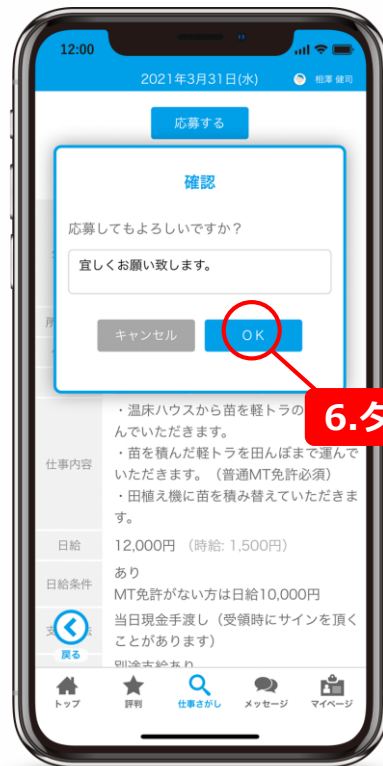 12:00
2021年3月31日(水) 相澤 健司
応募する
確認
応募してもよろしいですか？
宜しくお願い致します。
キャンセル OK
6.タ
・温床ハウスから苗を軽トラの
んでいただきます。
・苗を積んだ軽トラを田んぼまで運んで
いただきます。（普通MT免許必須）
・田植え機に苗を積み替えていただきま
す。
仕事内容
日給 12,000円 （時給: 1,500円）
日給条件
あり
MT免許がない方は日給10,000円
当日現金手渡し（受領時にサインを頂く
ことがあります）
戻る
別途支給あり
トップ 評判 仕事さがし メッセージ マイページ